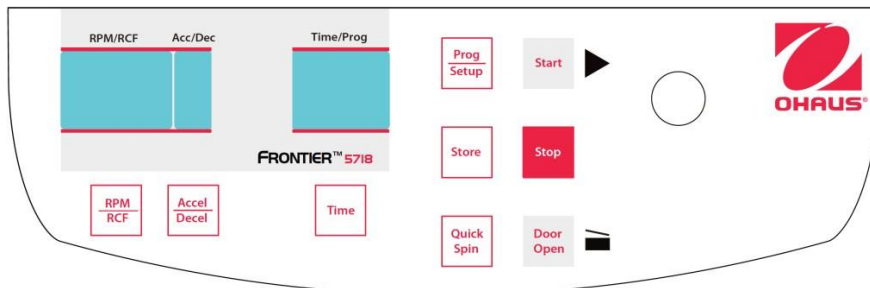 RPM/RCF Acc/Dec Time/Prog
FRONTIER™ 5718
RPM
RCF
Accel
Decel
Time
Prog
Setup
Start
Store
Stop
Quick
Spin
Door
Open
OHAUS®